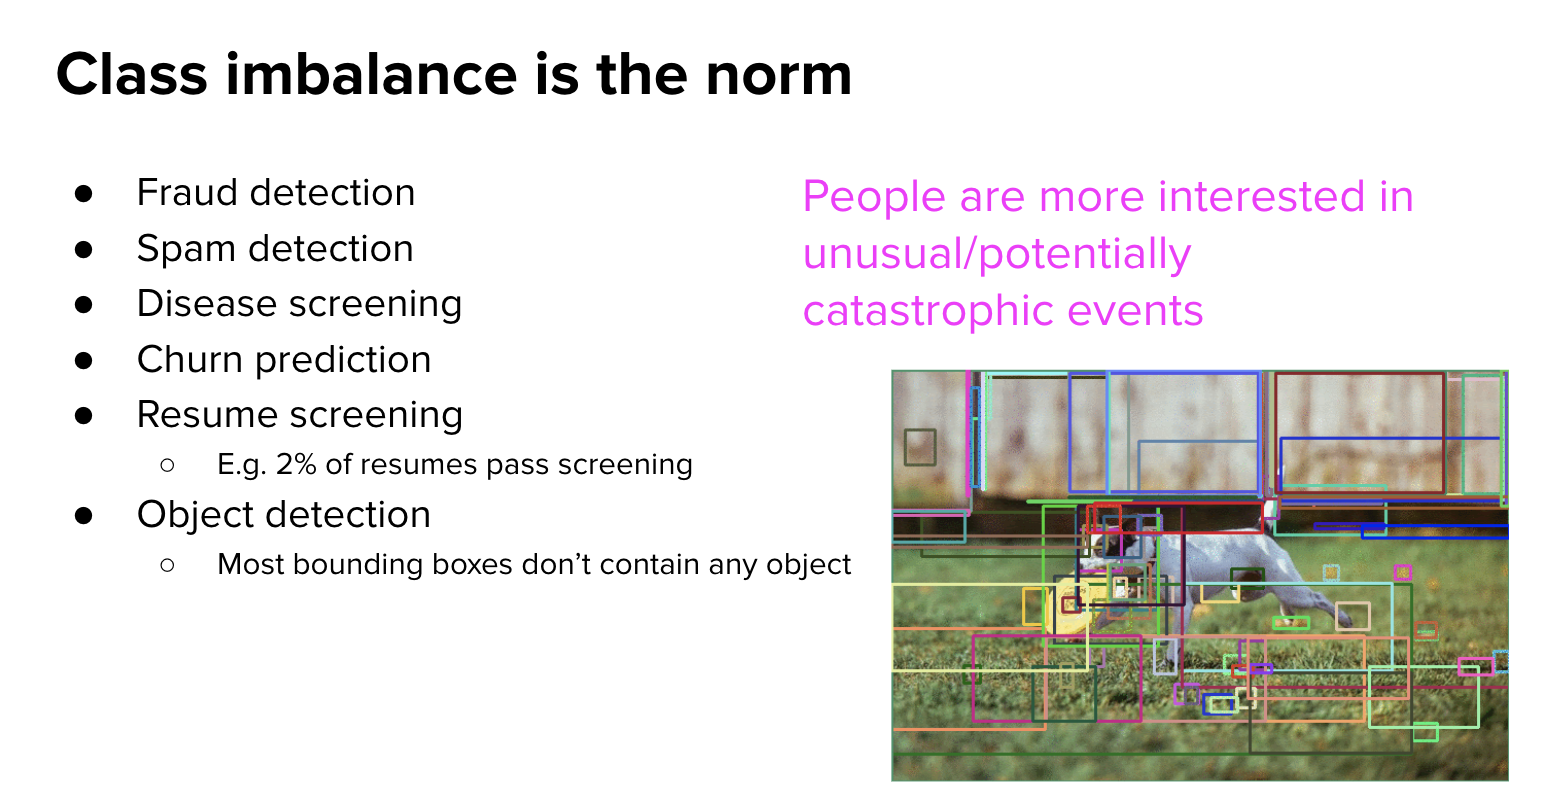 Class imbalance is the norm
● Fraud detection
● Spam detection
● Disease screening
● Churn prediction
● Resume screening
○ E.g. 2% of resumes pass screening
● Object detection
○ Most bounding boxes don’t contain any object
People are more interested in
unusual/potentially
catastrophic events